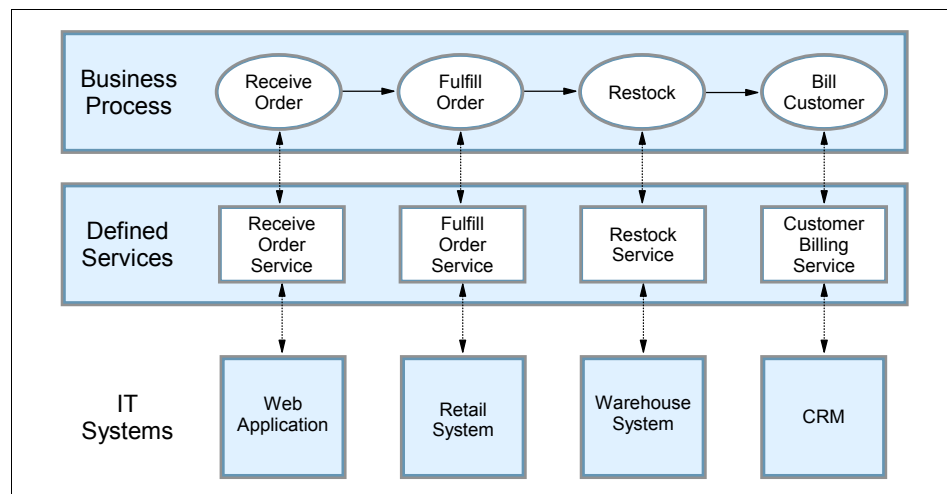 Business
Process
Receive
Order
Fulfill
Order
Restock
Bill
Customer
Defined
Services
Receive
Order
Service
Fulfill
Order
Service
Restock
Service
Customer
Billing
Service
IT
Systems
Web
Application
Retail
System
Warehouse
System
CRM